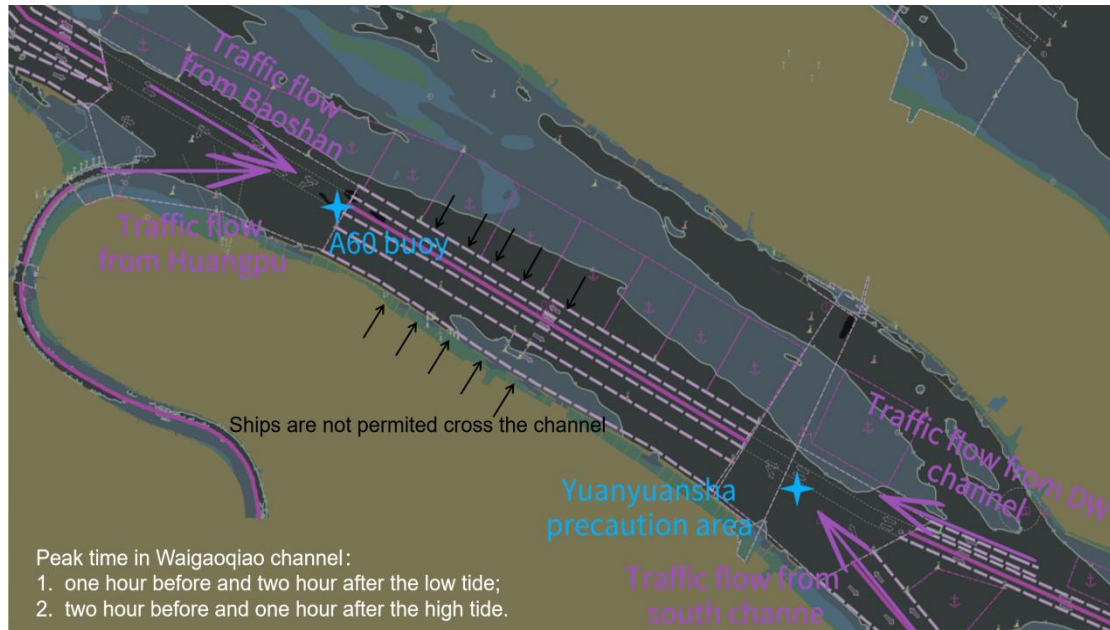 Traffic flow
from Baoshan
Traffic flow
from Huangpu
A60 buoy
Ships are not permited cross the channel
Yuanyuansha
precaution area
Traffic flow from DW
channel
Traffic flow from
south channe
Peak time in Waigaoqiao channel:
1. one hour before and two hour after the low tide;
2. two hour before and one hour after the high tide.